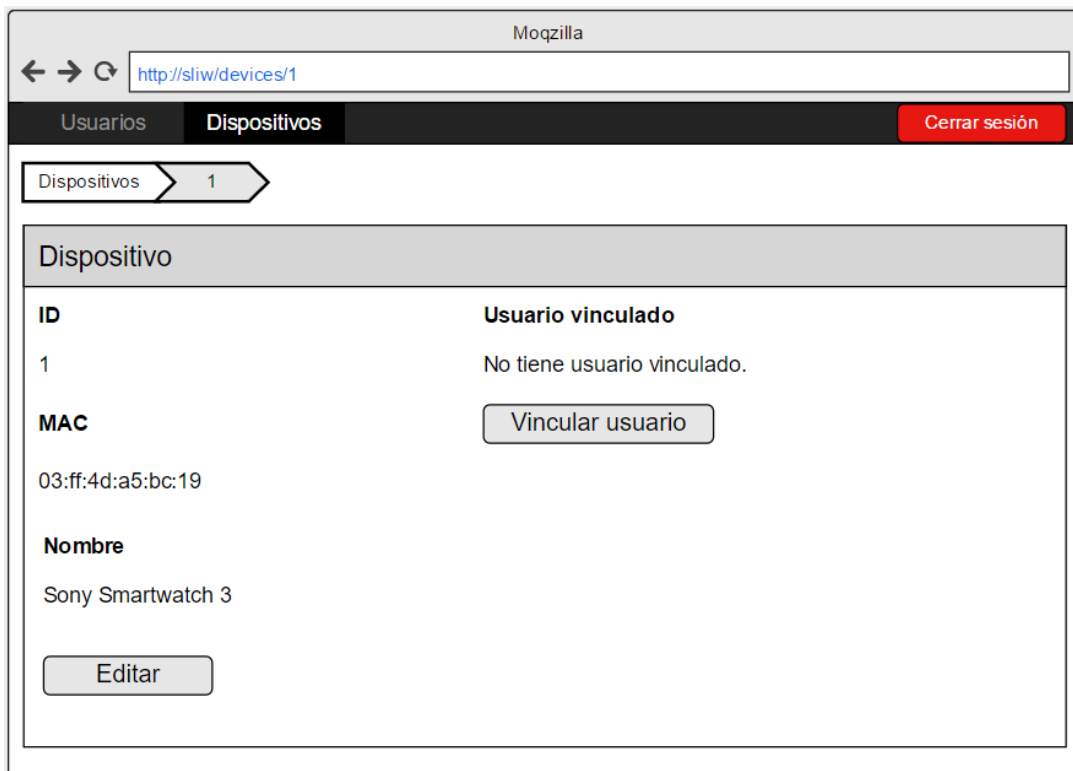 Moqzilla
http://sliw/devices/1
Usuarios Dispositivos Cerrar sesión
Dispositivos 1
Dispositivo
ID
1
MAC
03:ff:4d:a5:bc:19
Nombre
Sony Smartwatch 3
Editar
Usuario vinculado
No tiene usuario vinculado.
Vincular usuario